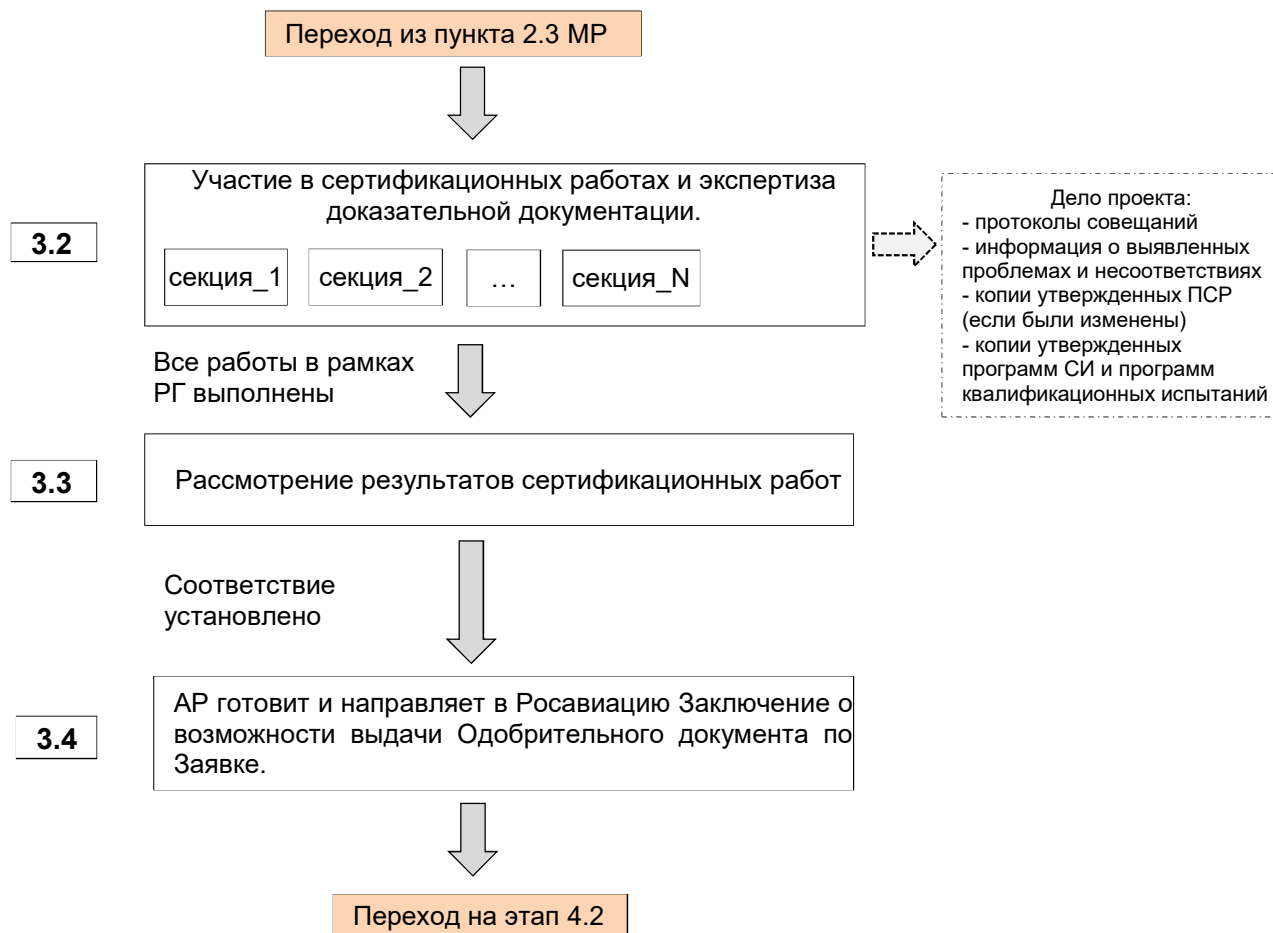 Переход из пункта 2.3 МР
3.2
Участие в сертификационных работах и экспертиза
доказательной документации.
секция_1
секция_2
…
секция_N
Дело проекта:
- протоколы совещаний
- информация о выявленных
проблемах и несоответствиях
- копии утвержденных ПСР
(если были изменены)
- копии утвержденных
программ СИ и программ
квалификационных испытаний
Все работы в рамках
РГ выполнены
3.3
Рассмотрение результатов сертификационных работ
Соответствие
установлено
3.4
АР готовит и направляет в Росавиацию Заключение о
возможности выдачи Одобрительного документа по
Заявке.
Переход на этап 4.2